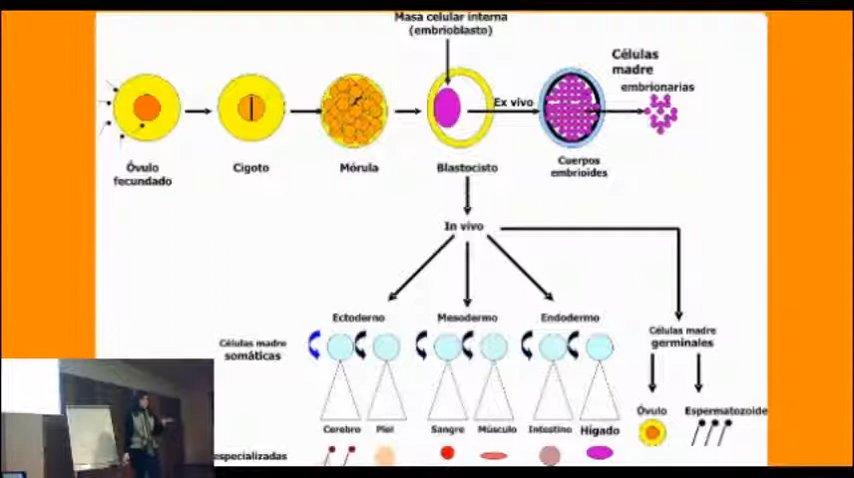 Masa celular interna
(embrioblasto)
Células
madre
embrionarias
Ex vivo
Óvulo
fecundado
Cigoto
Mórula
Blastocisto
Cuerpos
embrioides
In vivo
Ectoderno
Mesodermo
Endodermo
Células madre
somáticas
Células madre
germinales
Cerebro
Piel
Sangre
Músculo
Intestino
Hígado
Óvulo
Espermatozoide
especializadas